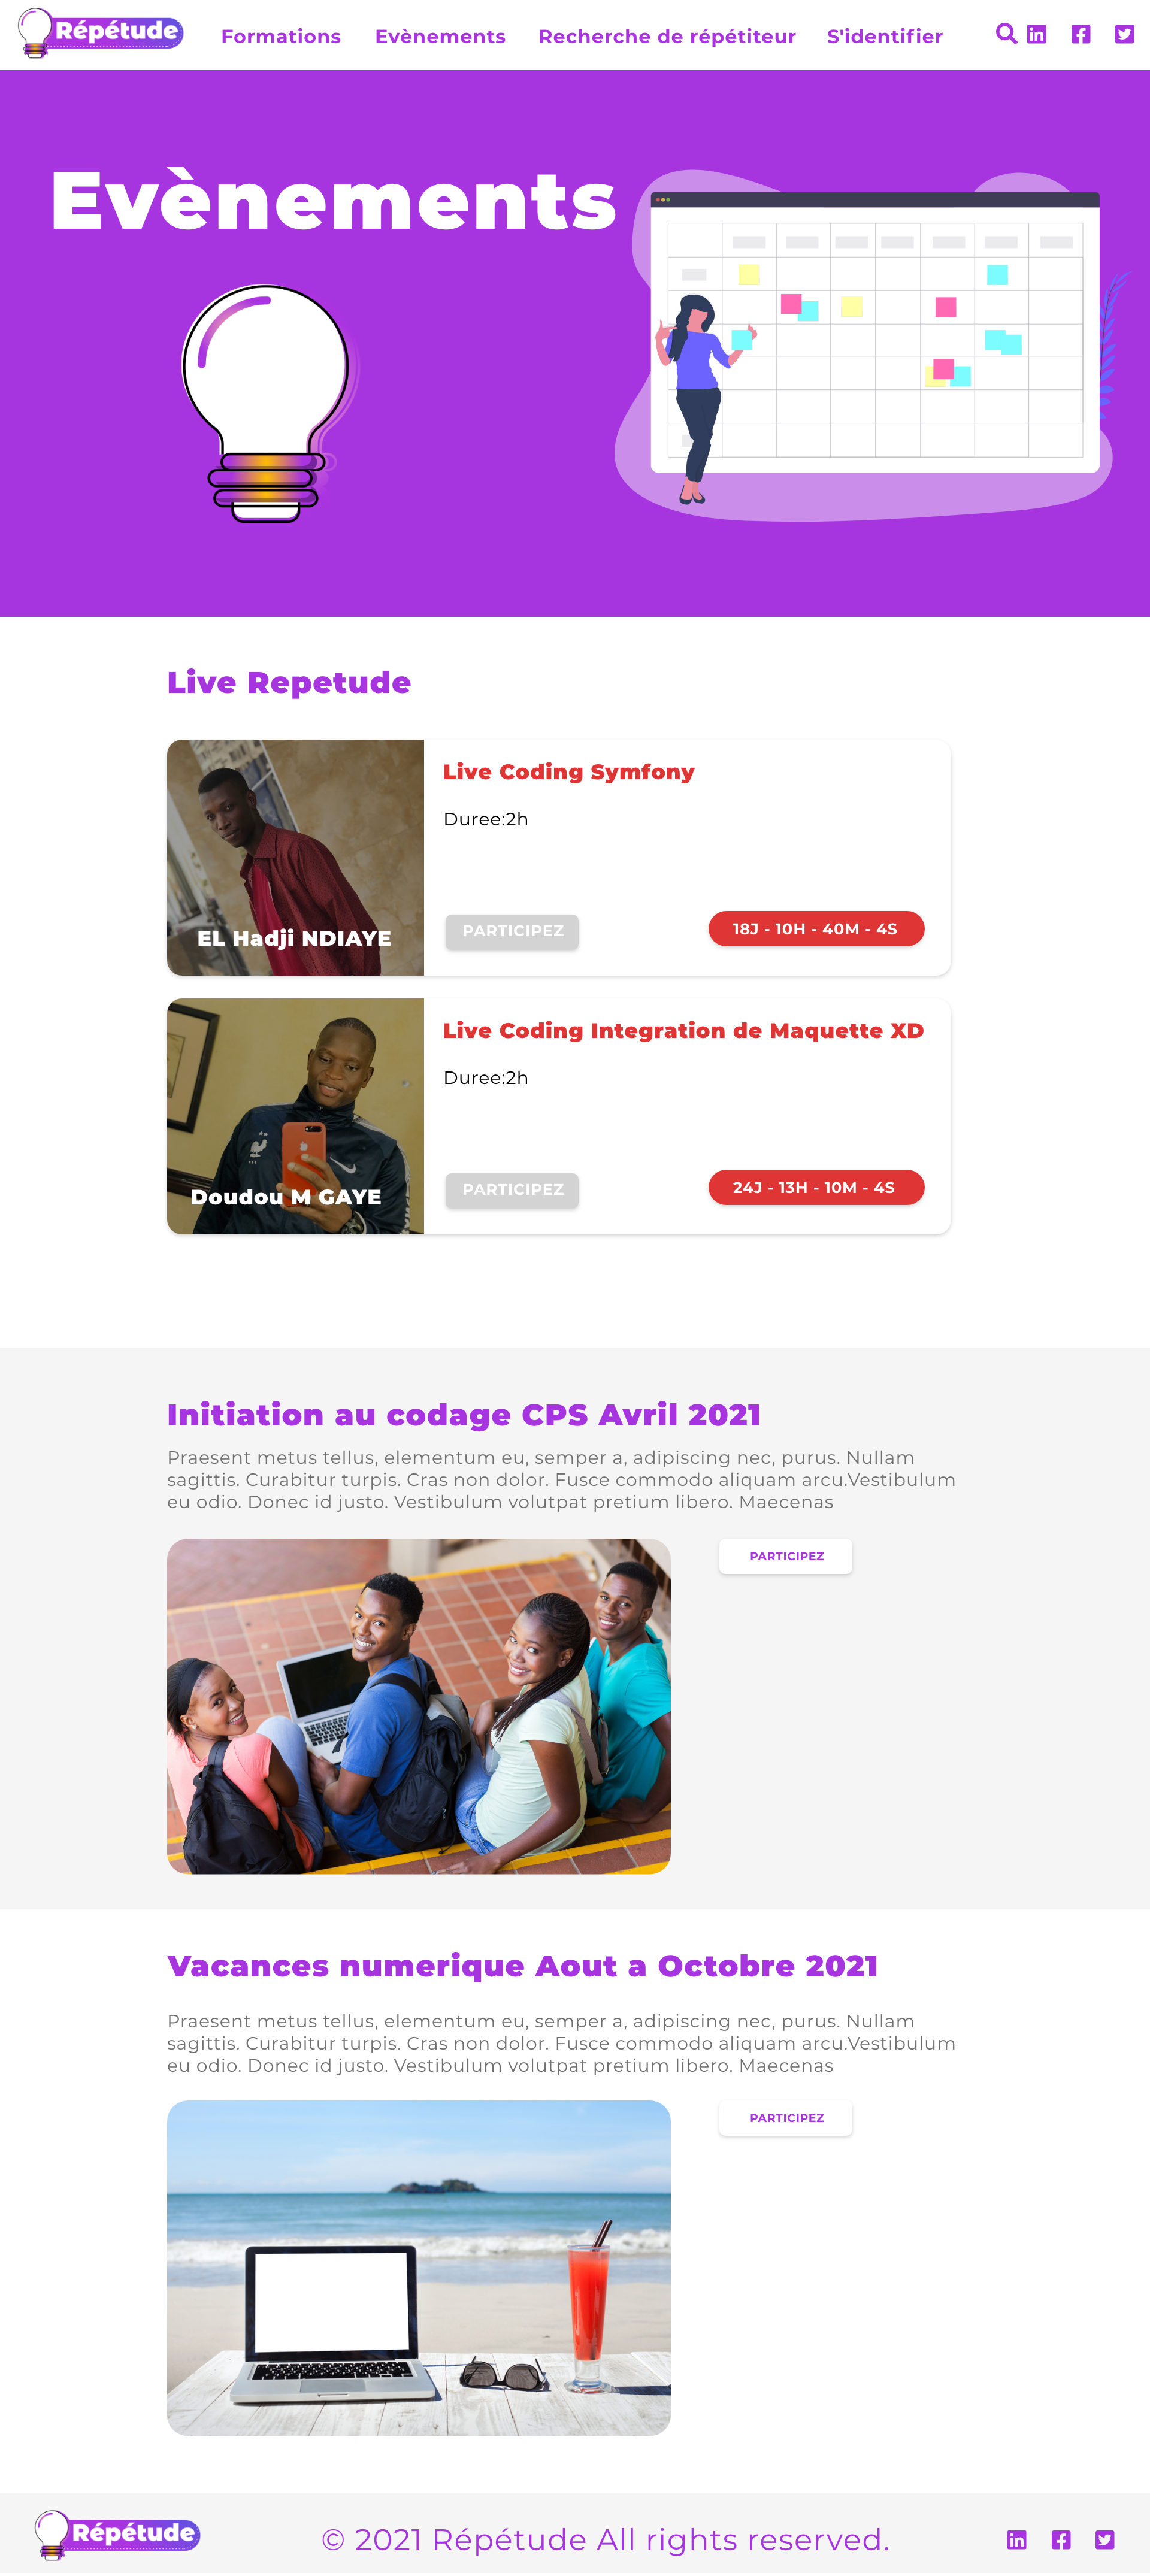 Répétude
Formations
Evènements
Recherche de répétiteur
S'identifier
Evènements
Live Repetude
EL Hadji NDIAYE
Live Coding Symfony
Duree:2h
PARTICIPEZ
18J - 10H - 40M - 4S
Doudou M GAYE
Live Coding Integration de Maquette XD
Duree:2h
PARTICIPEZ
24J - 13H - 10M - 4S
Initiation au codage CPS Avril 2021
Praesent metus tellus, elementum eu, semper a, adipiscing nec, purus. Nullam
sagittis. Curabitur turpis. Cras non dolor. Fusce commodo aliquam arcu.Vestibulum
eu odio. Donec id justo. Vestibulum volutpat pretium libero. Maecenas
PARTICIPEZ
Vacances numerique Aout a Octobre 2021
Praesent metus tellus, elementum eu, semper a, adipiscing nec, purus. Nullam
sagittis. Curabitur turpis. Cras non dolor. Fusce commodo aliquam arcu.Vestibulum
eu odio. Donec id justo. Vestibulum volutpat pretium libero. Maecenas
PARTICIPEZ
Répétude
© 2021 Répétude All rights reserved.